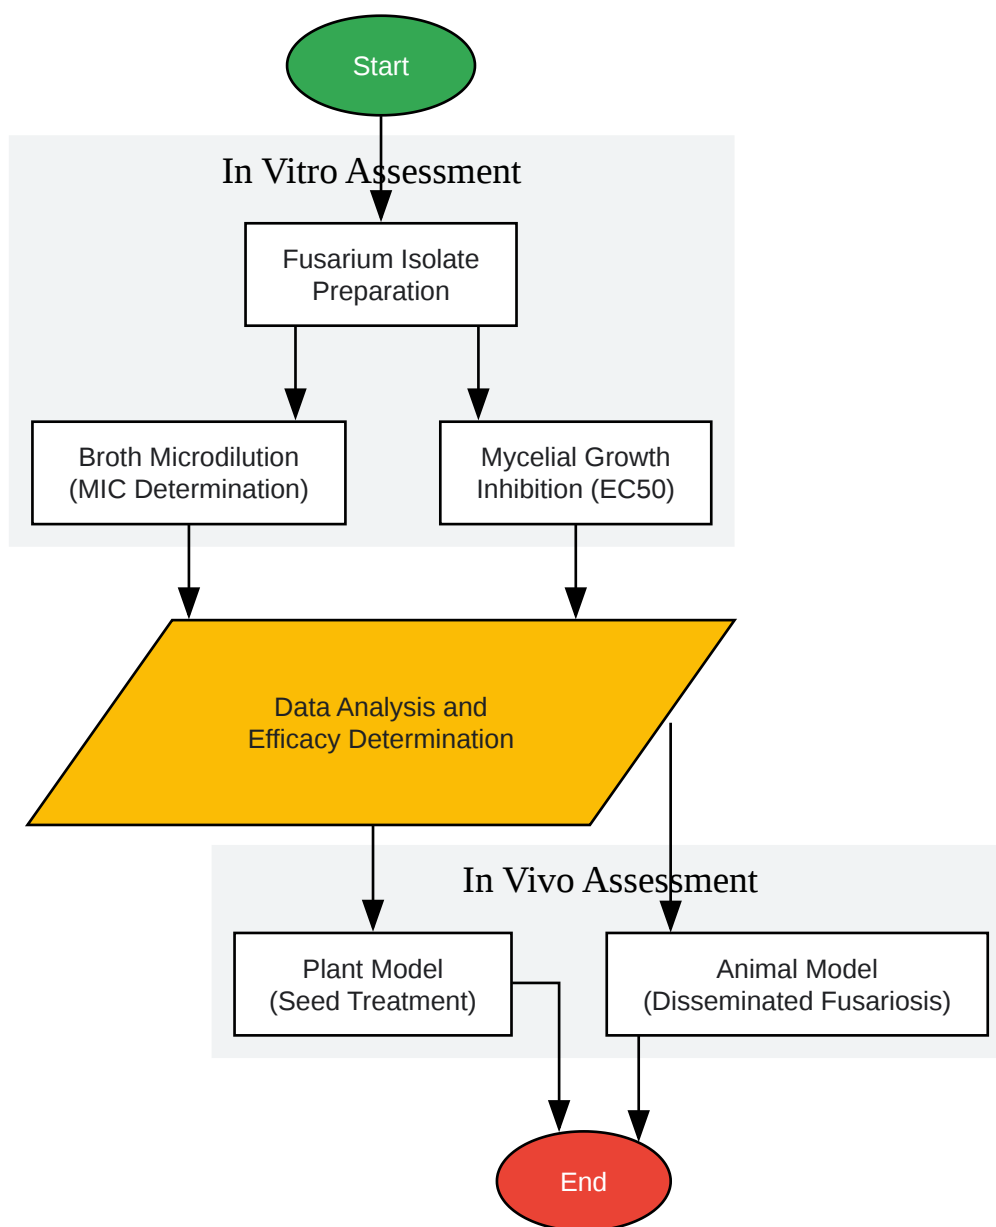 Start
In Vitro Assessment
Fusarium Isolate
Preparation
Broth Microdilution
(MIC Determination)
Mycelial Growth
Inhibition (EC50)
Data Analysis and
Efficacy Determination
In Vivo Assessment
Plant Model
(Seed Treatment)
Animal Model
(Disseminated Fusariosis)
End